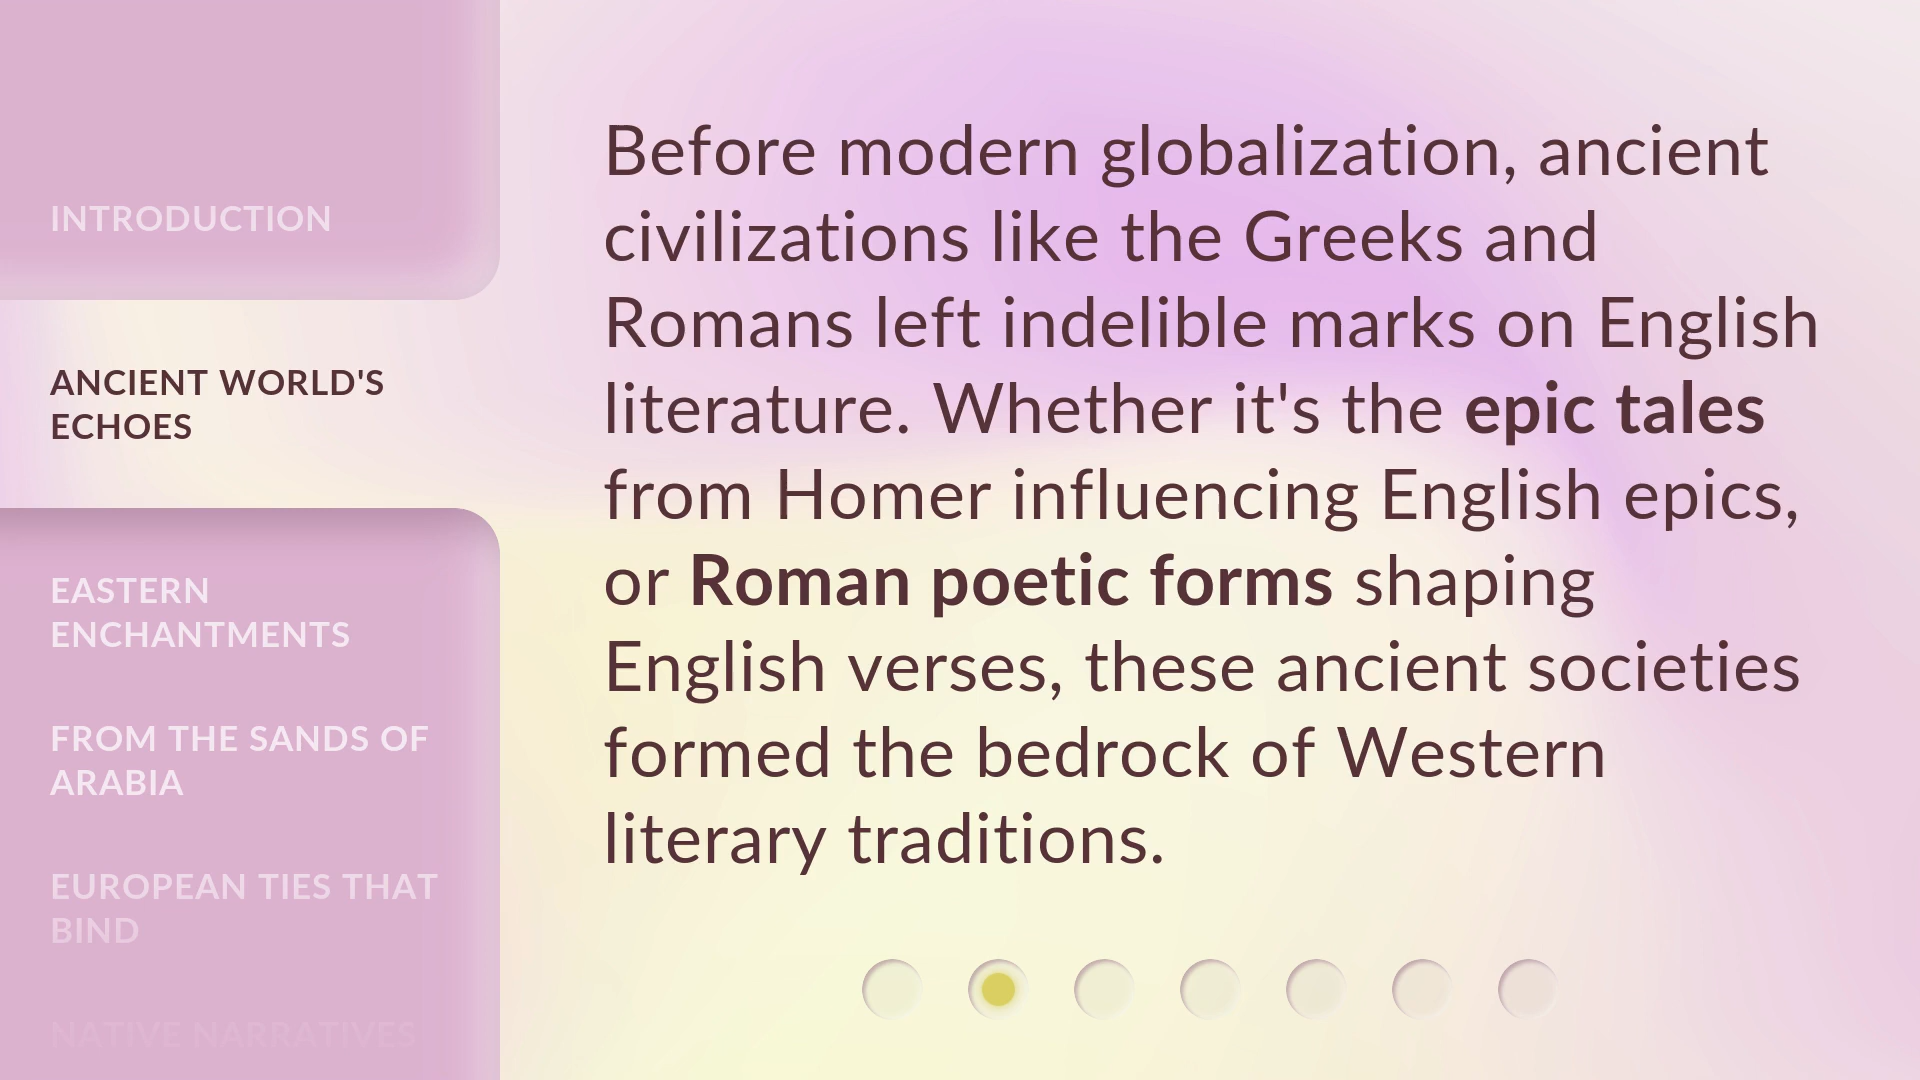 INTRODUCTION
ANCIENT WORLD'S
ECHOES
EASTERN
ENCHANTMENTS
FROM THE SANDS OF
ARABIA
EUROPEAN TIES THAT
BIND
NATIVE NARRATIVES
Before modern globalization, ancient
civilizations like the Greeks and
Romans left indelible marks on English
literature. Whether it's the epic tales
from Homer influencing English epics,
or Roman poetic forms shaping
English verses, these ancient societies
formed the bedrock of Western
literary traditions.